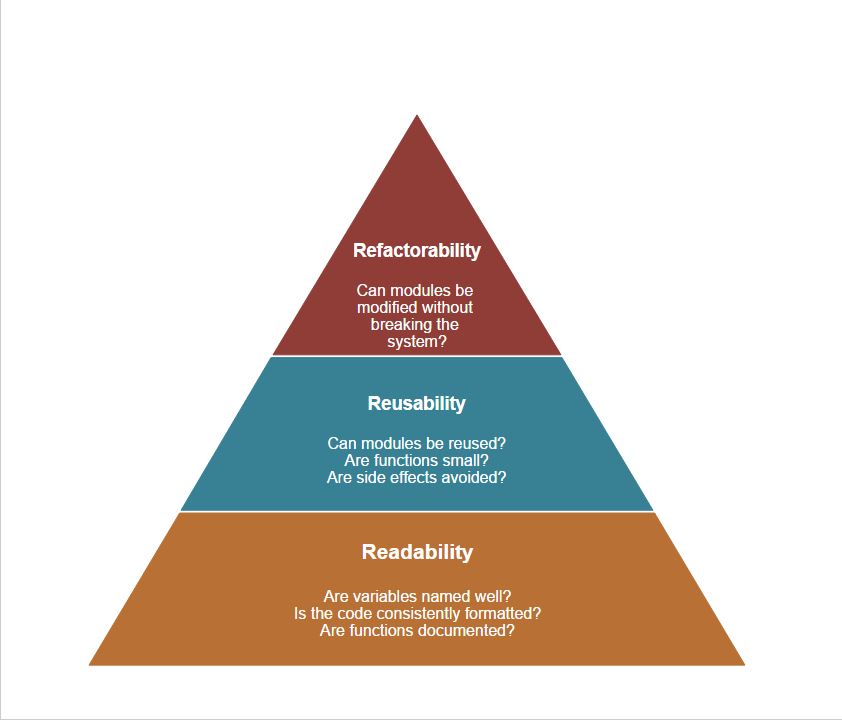 Refactorability
Can modules be
modified without
breaking the
system?
Reusability
Can modules be reused?
Are functions small?
Are side effects avoided?
Readability
Are variables named well?
Is the code consistently formatted?
Are functions documented?